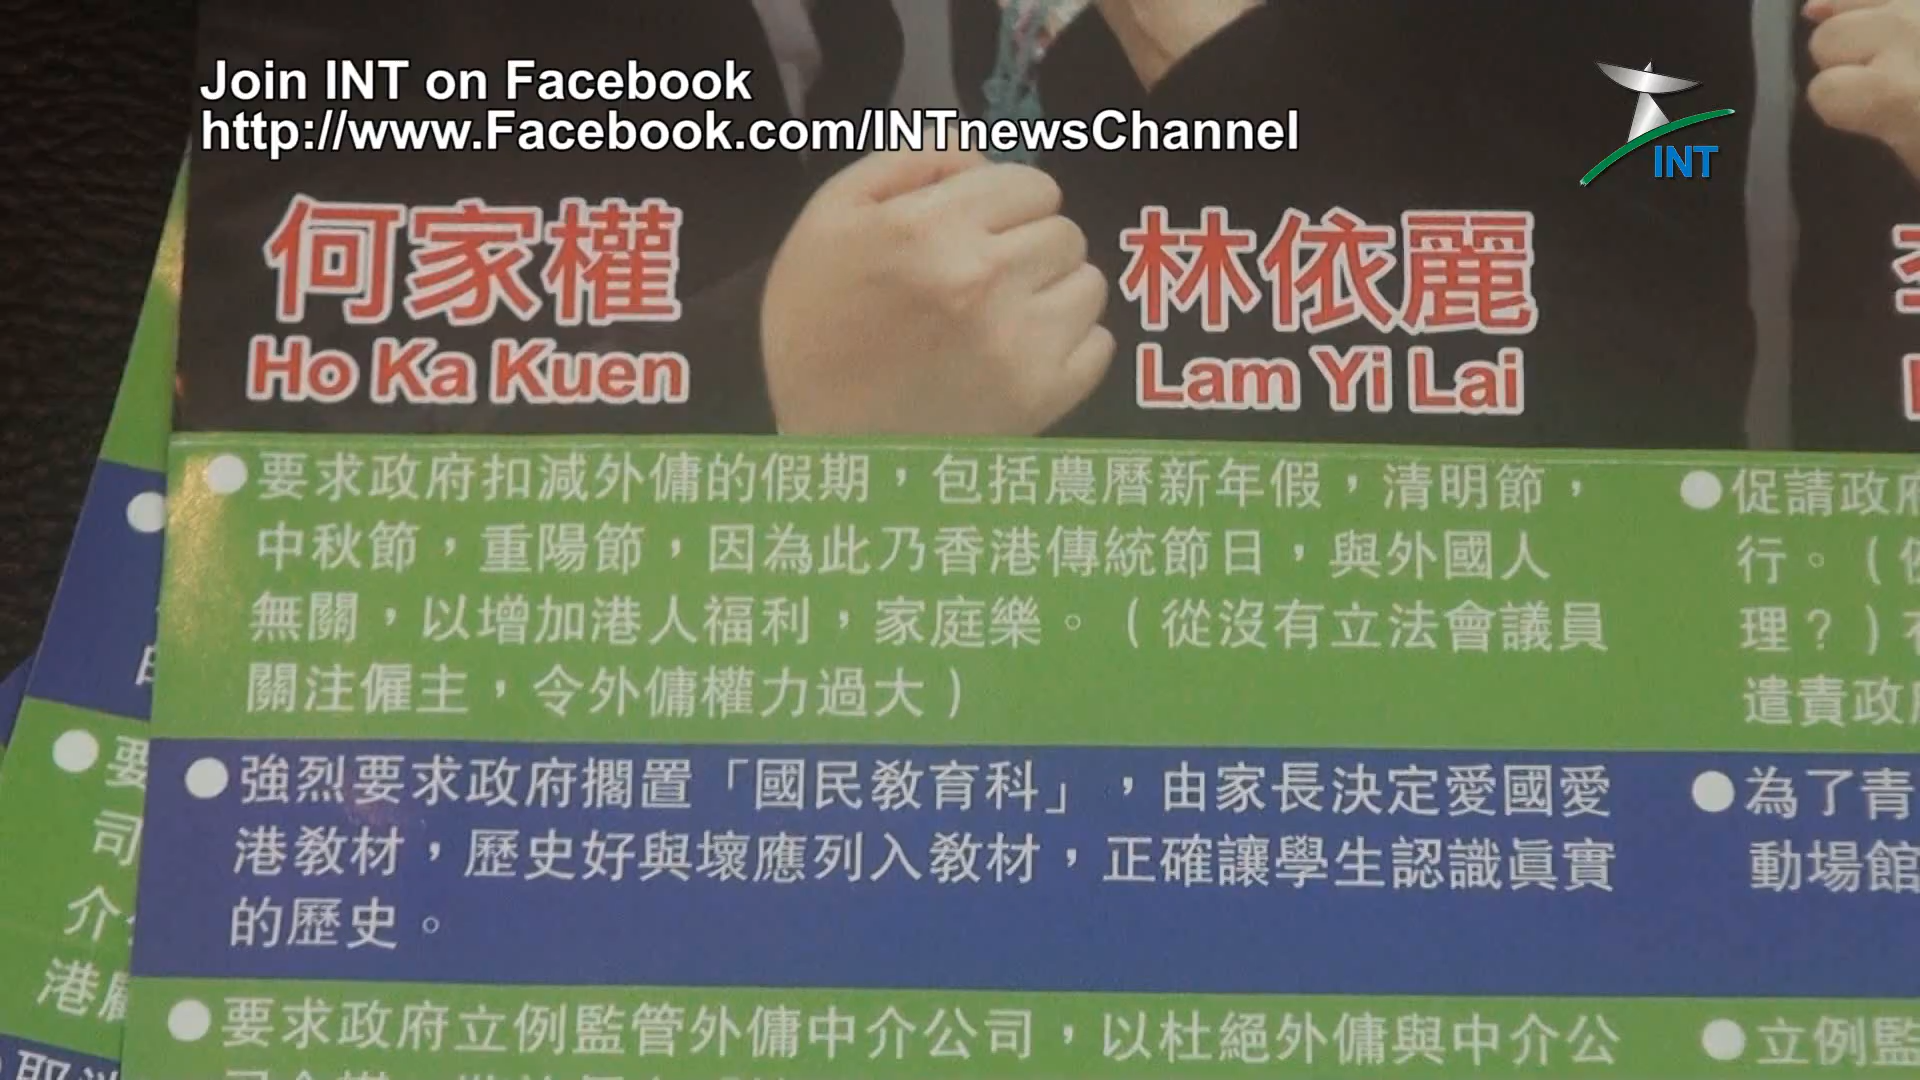 Join INT on Facebook
http://www.Facebook.com/INTnewsChannel
INT
何家權
Ho Ka Kuen
林依麗
Lam Yi Lai
●要求政府扣減外傭的假期，包括農曆新年假，清明節，
中秋節，重陽節，因為此乃香港傳統節日，與外國人
無關，以增加港人福利，家庭樂。（從沒有立法會議員
關注僱主，令外傭權力過大）
●強烈要求政府擱置「國民教育科」，由家長決定愛國愛
港教材，歷史好與壞應列入教材，正確讓學生認識眞實
的歷史。
●要求政府立例監管外傭中介公司，以杜絕外傭與中介公
●促請政府
行。（
理？）
遣責政府
●為了青
動場館
●立例監
●要
司
介
港